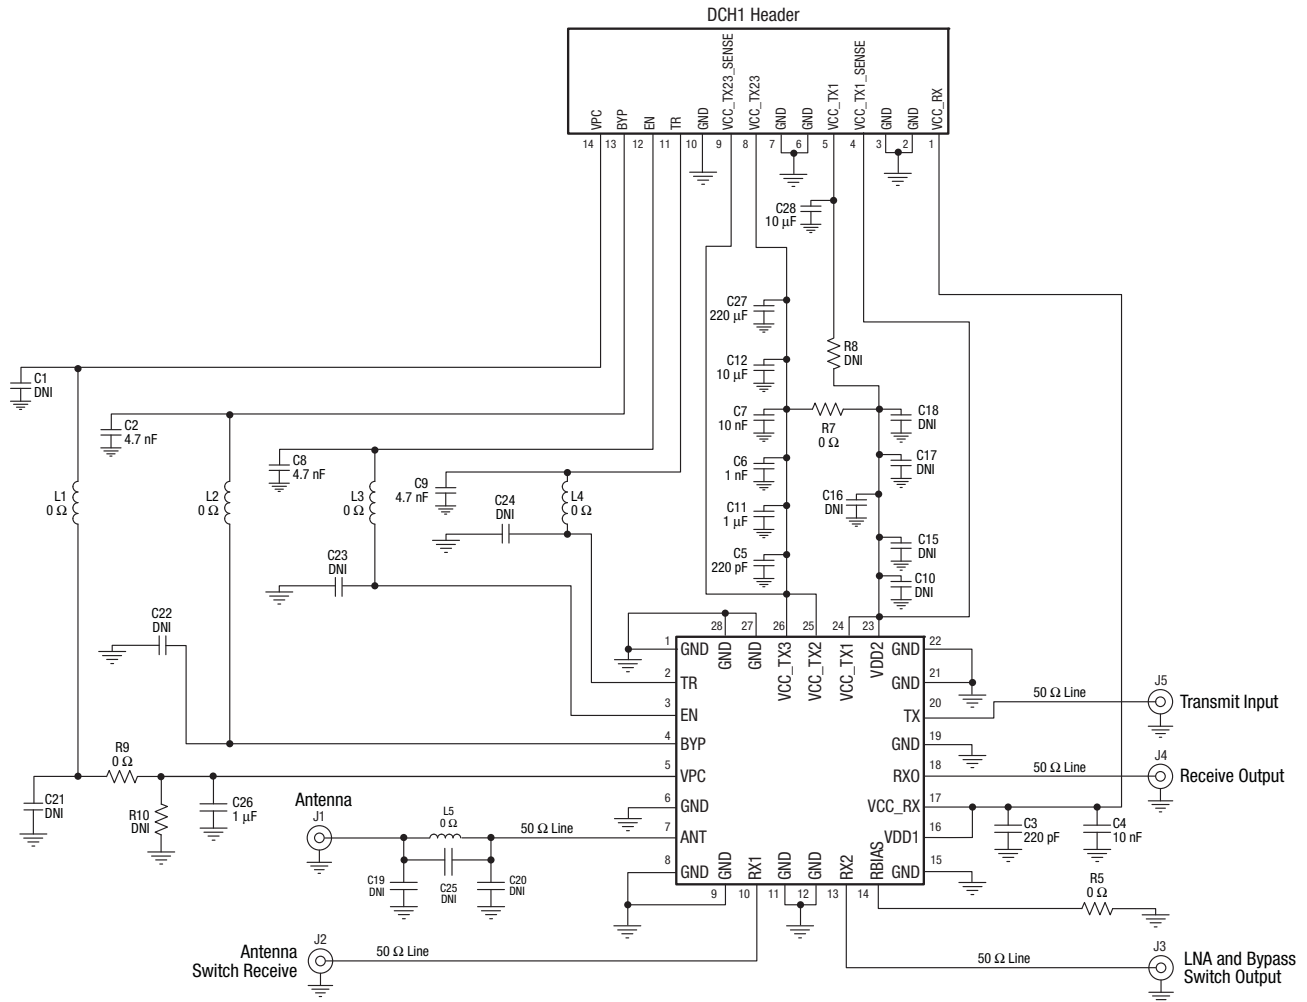 DCH1 Header
VPC
BYP
EN
TR
GND
VCC_TX23_SENSE
VCC_TX23
GND
GND
VCC_TX1
VCC_TX1_SENSE
GND
GND
VCC_RX
14
13
12
11
10
9
8
7
6
5
4
3
2
1
C28
10 µF
C27
220 µF
C12
10 µF
R8
DNI
C1
DNI
C7
10 nF
R7
0 Ω
C18
DNI
C2
4.7 nF
C8
4.7 nF
C6
1 nF
C17
DNI
C9
4.7 nF
L1
0 Ω
L2
0 Ω
L3
0 Ω
C24
DNI
L4
0 Ω
C16
DNI
C11
1 µF
C15
DNI
C23
DNI
C5
220 pF
C10
DNI
C22
DNI
28
27
26
25
24
23
GND
GND
VCC_TX3
VCC_TX2
VCC_TX1
VDD2
1
GND
2
TR
3
EN
4
BYP
5
VPC
6
GND
7
ANT
8
GND
22
GND
21
GND
20
TX
19
GND
18
RXO
17
VCC_RX
16
VDD1
15
GND
50 Ω Line
J5
Transmit Input
50 Ω Line
J4
Receive Output
R9
0 Ω
C21
DNI
R10
DNI
C26
1 µF
Antenna
J1
L5
0 Ω
50 Ω Line
C19
DNI
C25
DNI
C20
DNI
C3
220 pF
C4
10 nF
GND
RX1
GND
GND
RX2
RBIAS
9
10
11
12
13
14
R5
0 Ω
Antenna
Switch Receive
J2
50 Ω Line
50 Ω Line
J3
LNA and Bypass
Switch Output